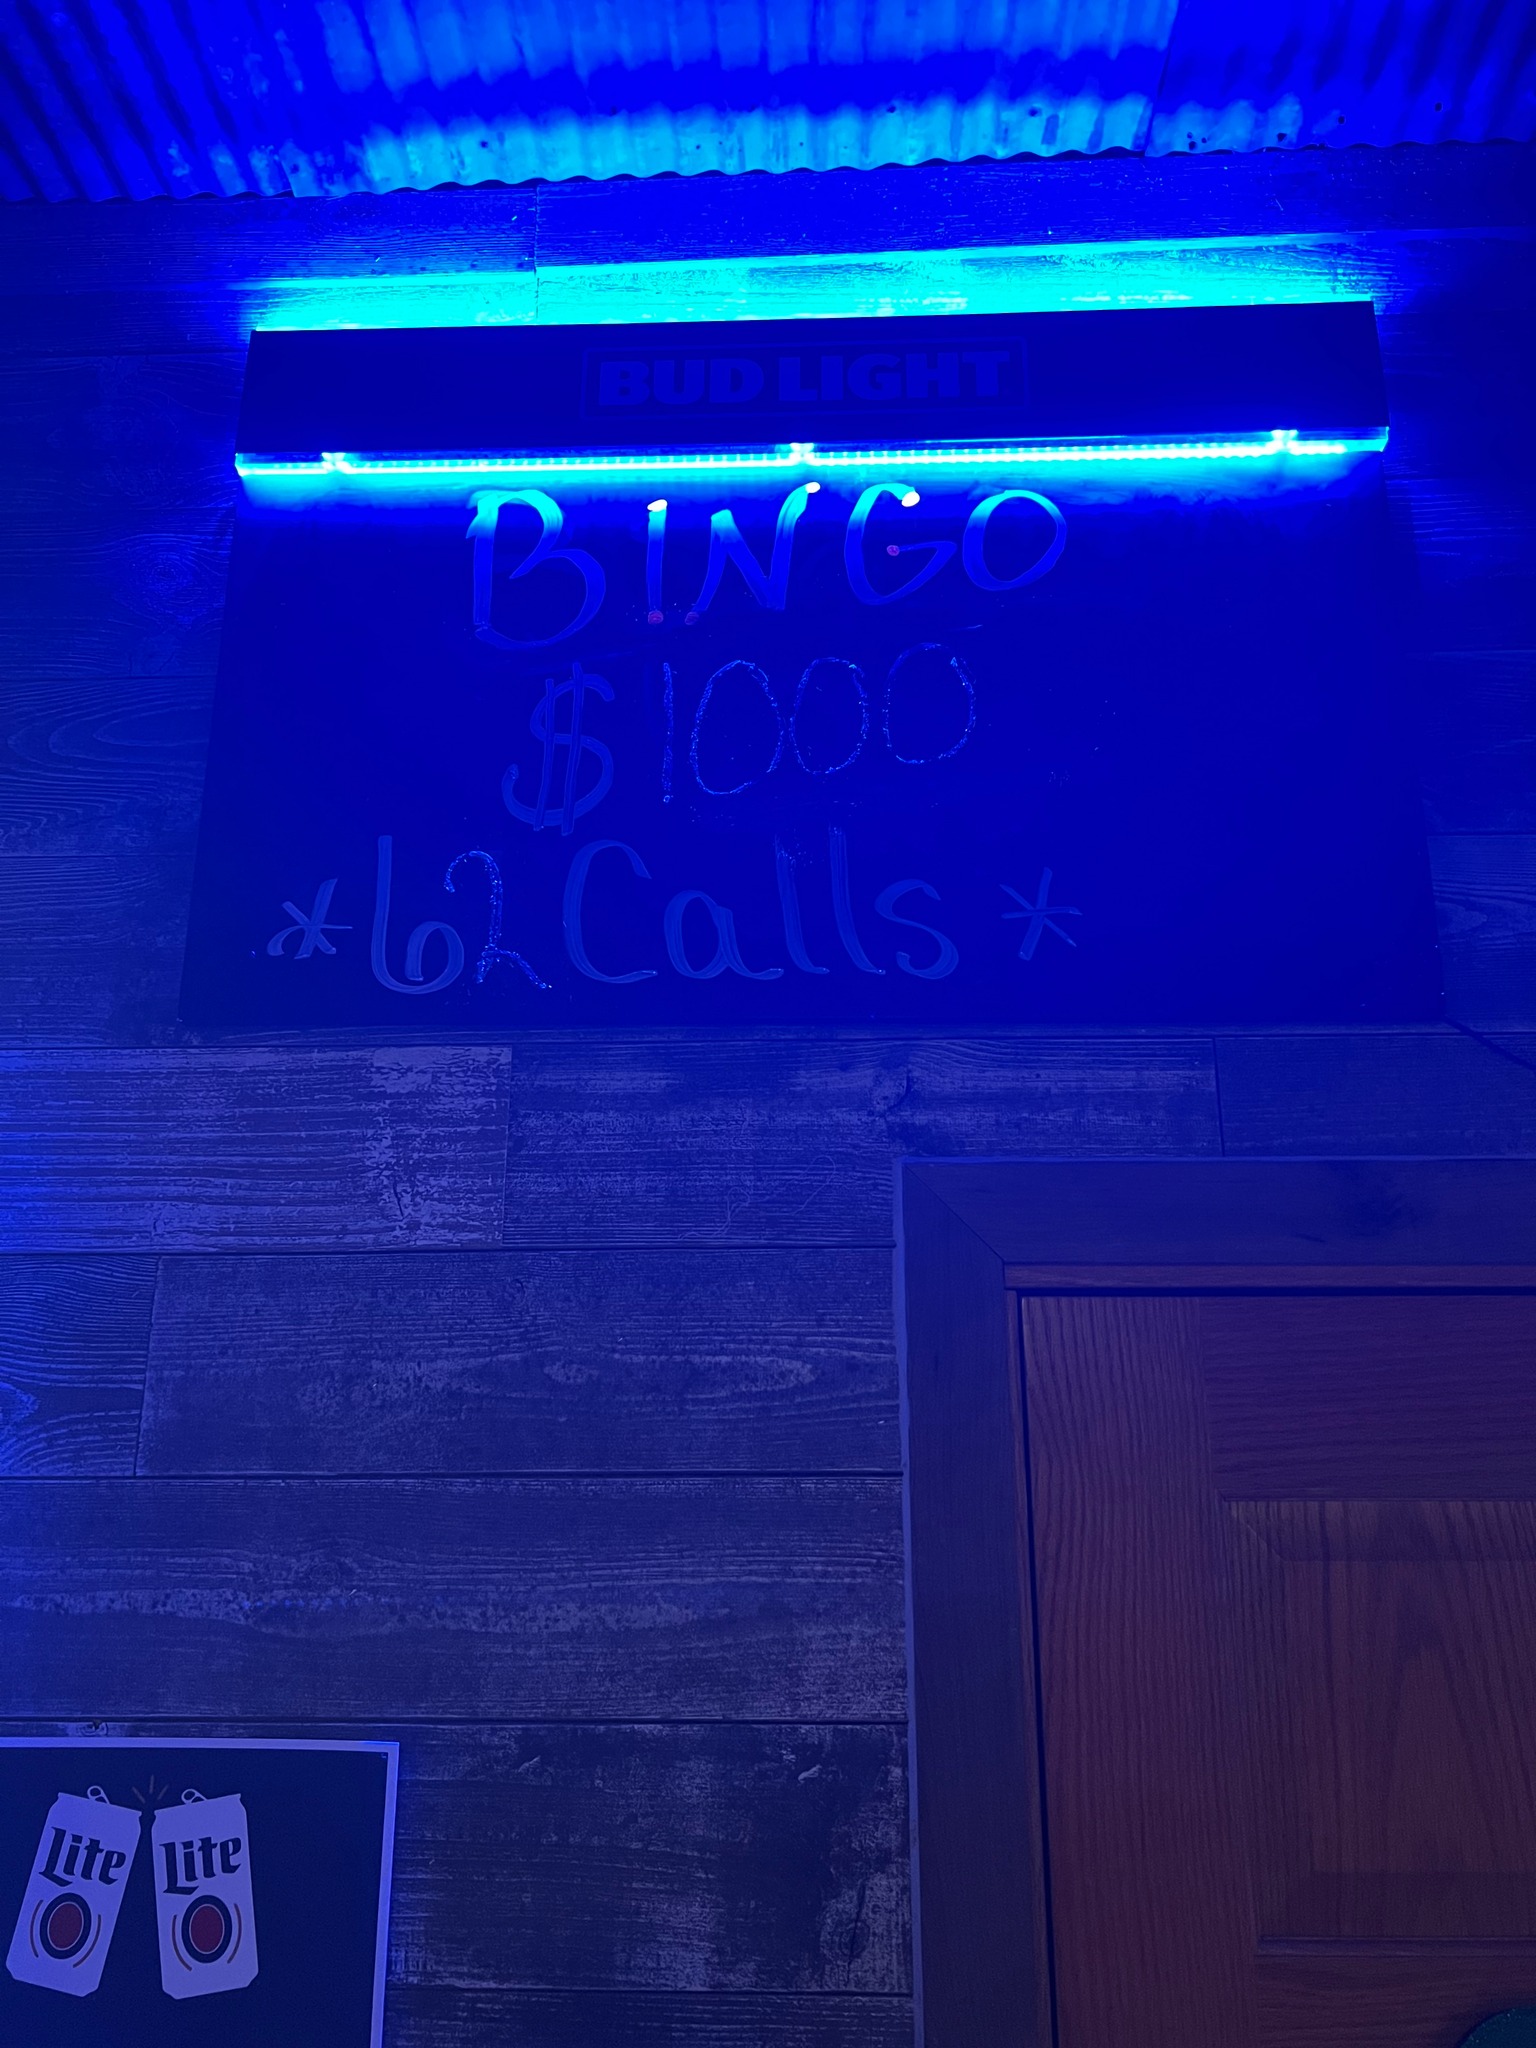 BUD LIGHT
BINGO
$1000
*62 Calls*
Lite
Lite